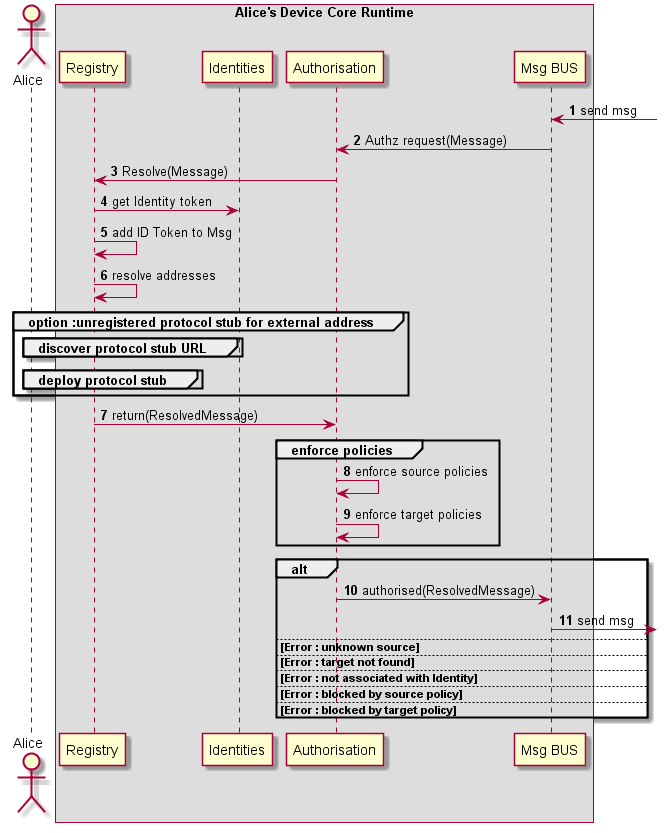 Alice's Device Core Runtime
Alice
Registry
Identities
Authorisation
Msg BUS
1 send msg
2 Authz request(Message)
3 Resolve(Message)
4 get Identity token
5 add ID Token to Msg
6 resolve addresses
option :unregistered protocol stub for external address
discover protocol stub URL
deploy protocol stub
7 return(ResolvedMessage)
enforce policies
8 enforce source policies
9 enforce target policies
alt
10 authorised(ResolvedMessage)
11 send msg
[Error : unknown source]
[Error : target not found]
[Error : not associated with Identity]
[Error : blocked by source policy]
[Error : blocked by target policy]
Alice
Registry
Identities
Authorisation
Msg BUS